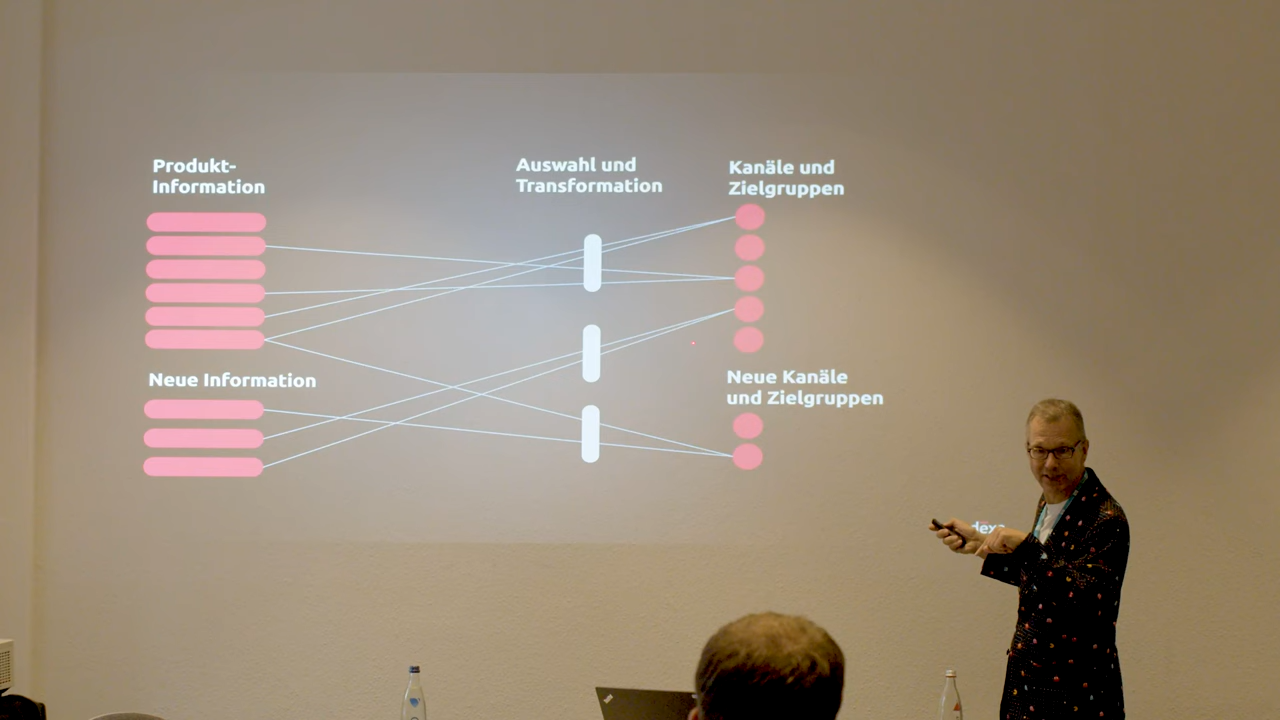 Produkt-
Information
Auswahl und
Transformation
Kanäle und
Zielgruppen
Neue Information
Neue Kanäle
und Zielgruppen